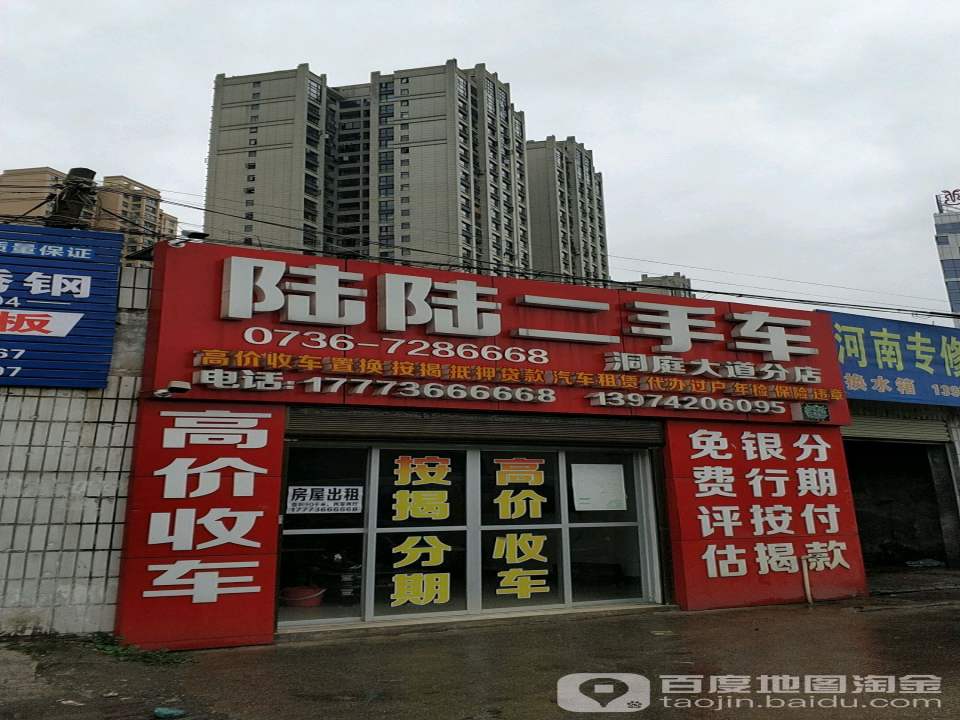 陆陆二手车
0736-7286668
洞庭大道分店
高价收车 置换 按揭 抵押贷款 汽车租赁 代办过户 年检 保险 违章
电话:17773666668 13974206095
高价收车
按揭分期
高价收车
房屋出租
17773666668
免费评估
银行按揭
分期付款
质量保证
钢
板
河南专修
换水箱
百度地图淘金
taojin.baidu.com